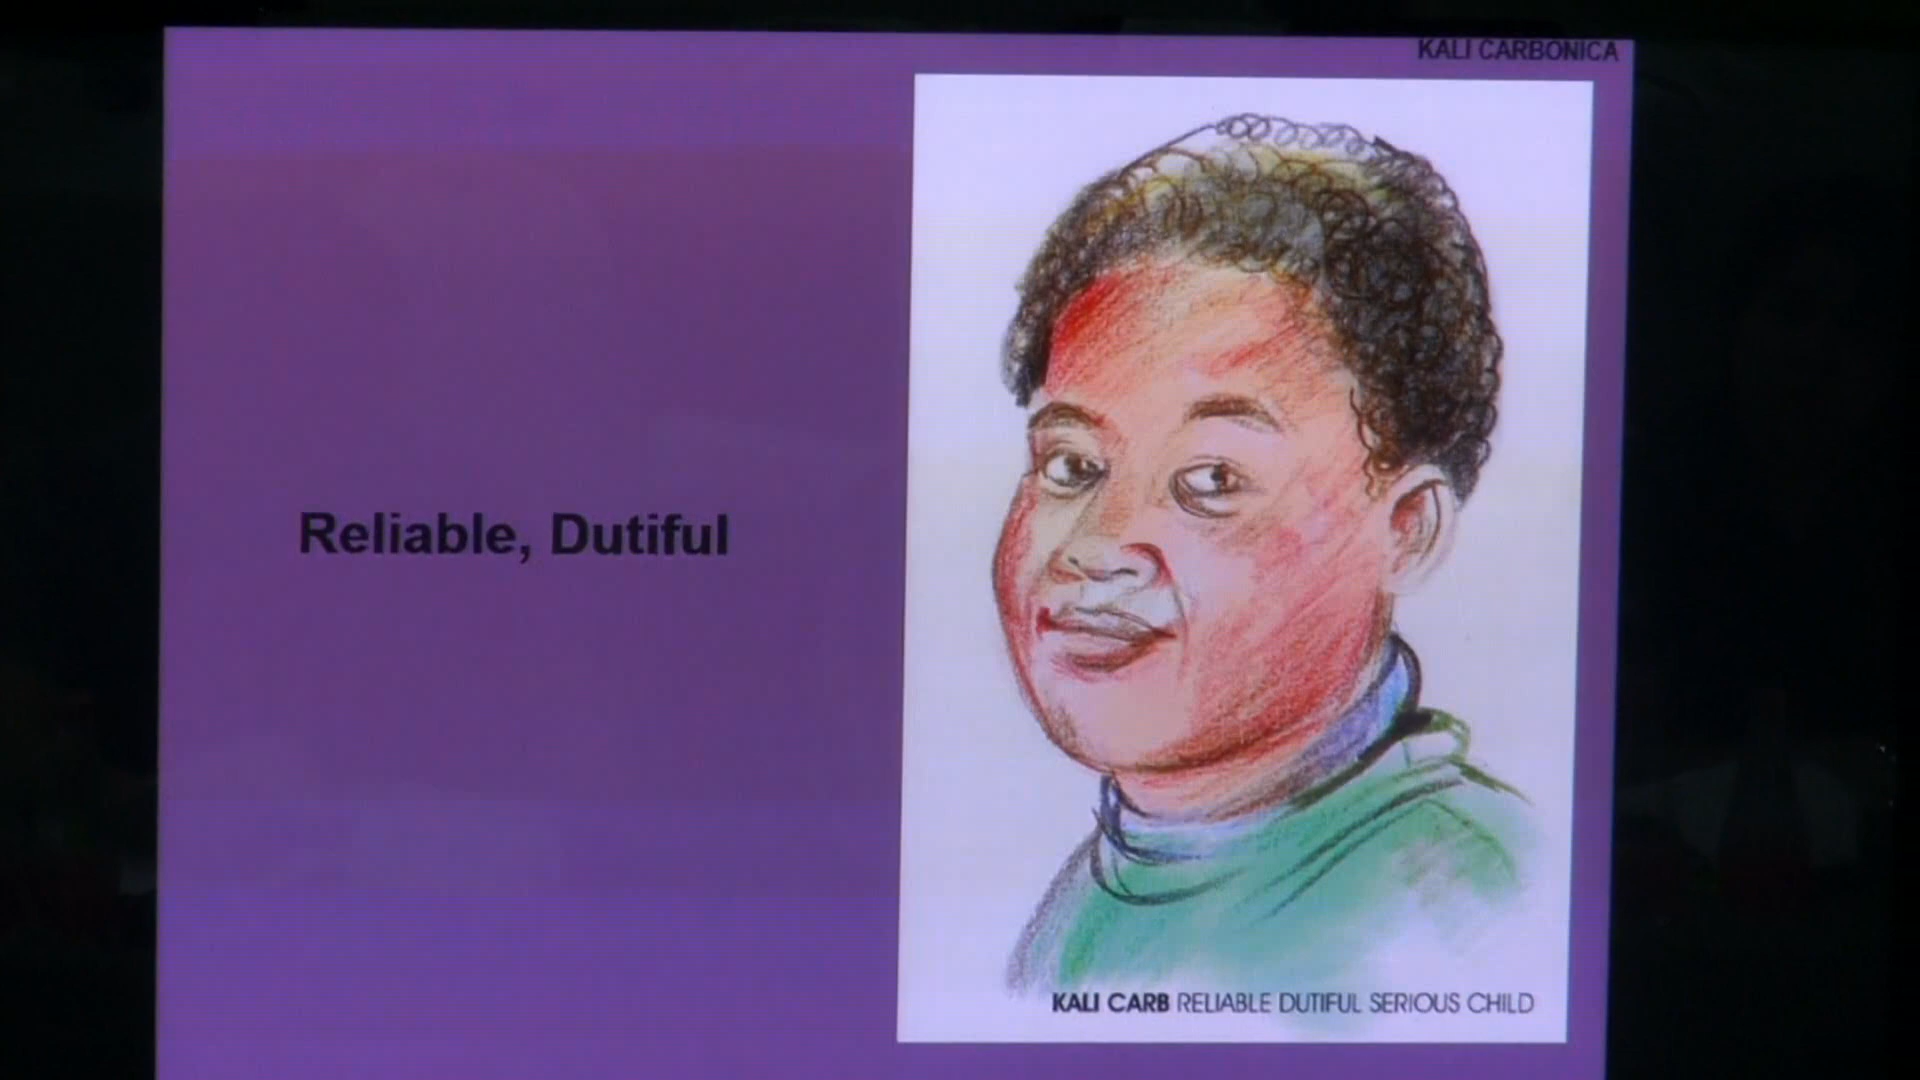 KALI CARBONICA
Reliable, Dutiful
KALI CARB RELIABLE DUTIFUL SERIOUS CHILD